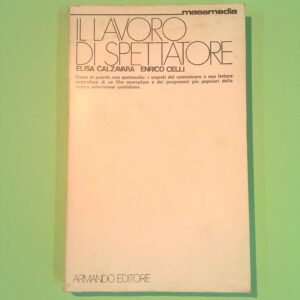 massmedia
IL LAVORO
DI SPETTATORE
ELISA CALZAVARA ENRICO CELLI
Come si guarda uno spettacolo: i segreti del comunicare e una lettura
controluce di un film esemplare e dei programmi più popolari della
nostra televisione quotidiana.
ARMANDO EDITORE